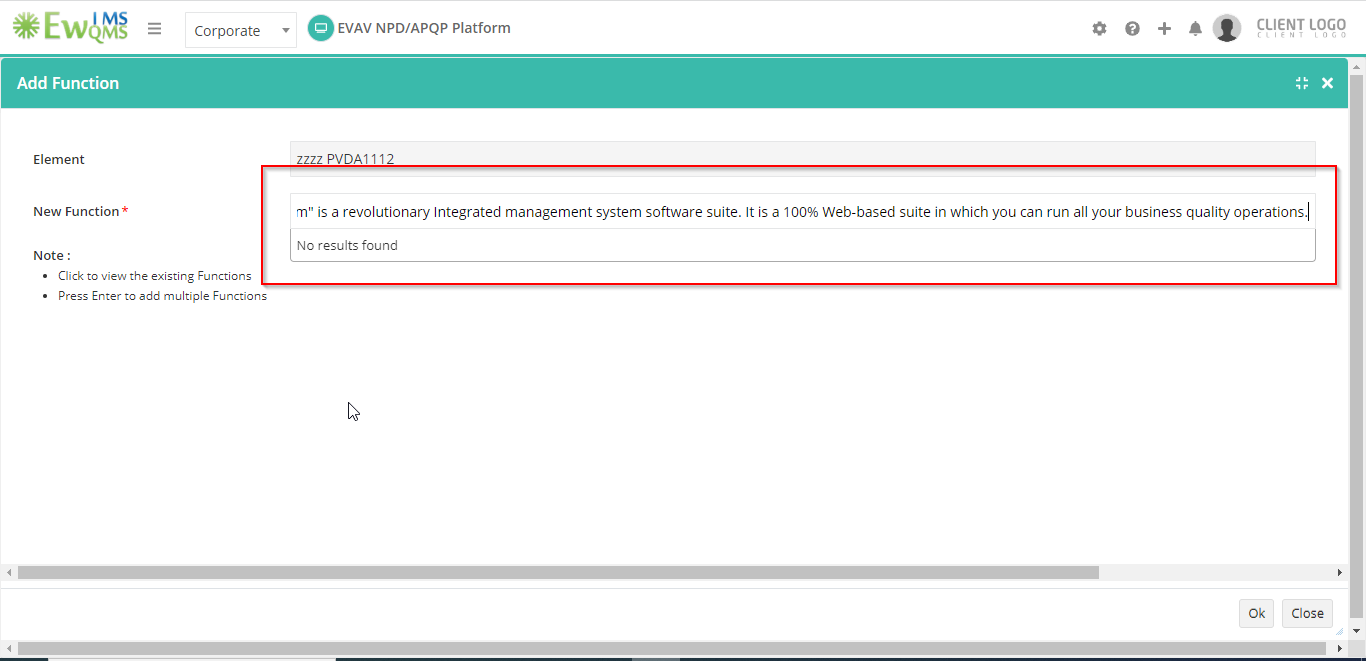 EwQMS IMS
Corporate
EVAV NPD/APQP Platform
CLIENT LOGO
CLIENT LOGO
Add Function
Element
zzzz PVDA1112
New Function*
m" is a revolutionary Integrated management system software suite. It is a 100% Web-based suite in which you can run all your business quality operations.
No results found
Note :
Click to view the existing Functions
Press Enter to add multiple Functions
Ok
Close